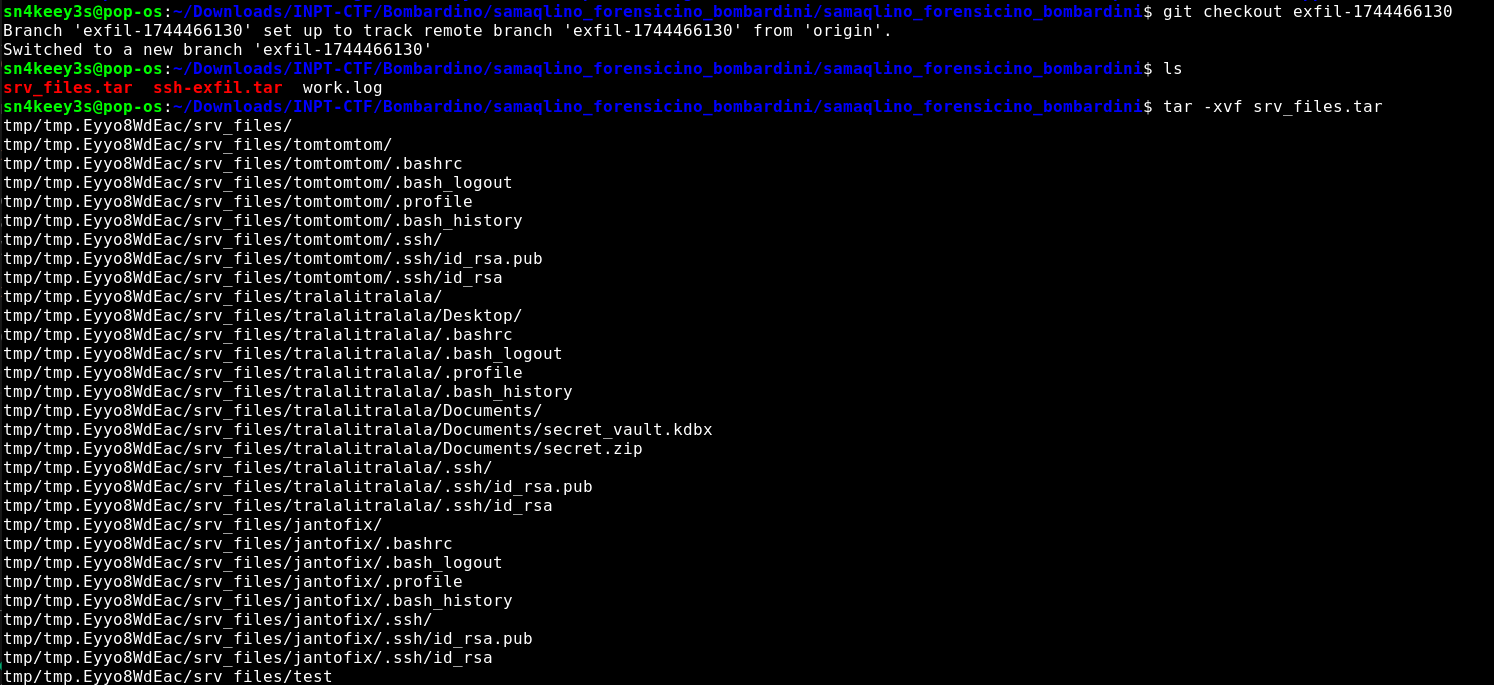 sn4keey3s@pop-os:~/Downloads/INPT-CTF/Bombardino/samaqlino_forensicino_bombardini/samaqlino_forensicino_bombardini$ git checkout exfil-1744466130
Branch 'exfil-1744466130' set up to track remote branch 'exfil-1744466130' from 'origin'.
Switched to a new branch 'exfil-1744466130'
sn4keey3s@pop-os:~/Downloads/INPT-CTF/Bombardino/samaqlino_forensicino_bombardini/samaqlino_forensicino_bombardini$ ls
srv_files.tar  ssh-exfil.tar  work.log
sn4keey3s@pop-os:~/Downloads/INPT-CTF/Bombardino/samaqlino_forensicino_bombardini/samaqlino_forensicino_bombardini$ tar -xvf srv_files.tar
tmp/tmp.Eyyo8WdEac/srv_files/
tmp/tmp.Eyyo8WdEac/srv_files/tomtomtom/
tmp/tmp.Eyyo8WdEac/srv_files/tomtomtom/.bashrc
tmp/tmp.Eyyo8WdEac/srv_files/tomtomtom/.bash_logout
tmp/tmp.Eyyo8WdEac/srv_files/tomtomtom/.profile
tmp/tmp.Eyyo8WdEac/srv_files/tomtomtom/.bash_history
tmp/tmp.Eyyo8WdEac/srv_files/tomtomtom/.ssh/
tmp/tmp.Eyyo8WdEac/srv_files/tomtomtom/.ssh/id_rsa.pub
tmp/tmp.Eyyo8WdEac/srv_files/tomtomtom/.ssh/id_rsa
tmp/tmp.Eyyo8WdEac/srv_files/tralalitralala/
tmp/tmp.Eyyo8WdEac/srv_files/tralalitralala/Desktop/
tmp/tmp.Eyyo8WdEac/srv_files/tralalitralala/.bashrc
tmp/tmp.Eyyo8WdEac/srv_files/tralalitralala/.bash_logout
tmp/tmp.Eyyo8WdEac/srv_files/tralalitralala/.profile
tmp/tmp.Eyyo8WdEac/srv_files/tralalitralala/.bash_history
tmp/tmp.Eyyo8WdEac/srv_files/tralalitralala/Documents/
tmp/tmp.Eyyo8WdEac/srv_files/tralalitralala/Documents/secret_vault.kdbx
tmp/tmp.Eyyo8WdEac/srv_files/tralalitralala/Documents/secret.zip
tmp/tmp.Eyyo8WdEac/srv_files/tralalitralala/.ssh/
tmp/tmp.Eyyo8WdEac/srv_files/tralalitralala/.ssh/id_rsa.pub
tmp/tmp.Eyyo8WdEac/srv_files/tralalitralala/.ssh/id_rsa
tmp/tmp.Eyyo8WdEac/srv_files/jantofix/
tmp/tmp.Eyyo8WdEac/srv_files/jantofix/.bashrc
tmp/tmp.Eyyo8WdEac/srv_files/jantofix/.bash_logout
tmp/tmp.Eyyo8WdEac/srv_files/jantofix/.profile
tmp/tmp.Eyyo8WdEac/srv_files/jantofix/.bash_history
tmp/tmp.Eyyo8WdEac/srv_files/jantofix/.ssh/
tmp/tmp.Eyyo8WdEac/srv_files/jantofix/.ssh/id_rsa.pub
tmp/tmp.Eyyo8WdEac/srv_files/jantofix/.ssh/id_rsa
tmp/tmp.Eyyo8WdEac/srv_files/test